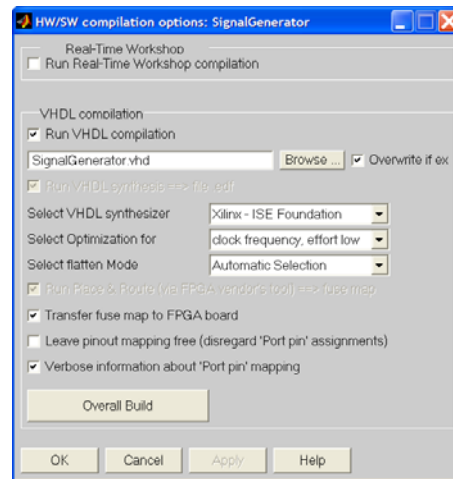 HW/SW compilation options: SignalGenerator
Real-Time Workshop
Run Real-Time Workshop compilation
VHDL compilation
Run VHDL compilation
SignalGenerator.vhd Browse ... Overwrite if ex
Run VHDL synthesis ==> file .edf
Select VHDL synthesizer Xilinx - ISE Foundation
Select Optimization for clock frequency, effort low
Select flatten Mode Automatic Selection
Run Place & Route (via FPGA vendor's tool) ==> fuse map
Transfer fuse map to FPGA board
Leave pinout mapping free (disregard 'Port pin' assignments)
Verbose information about 'Port pin' mapping
Overall Build
OK Cancel Apply Help